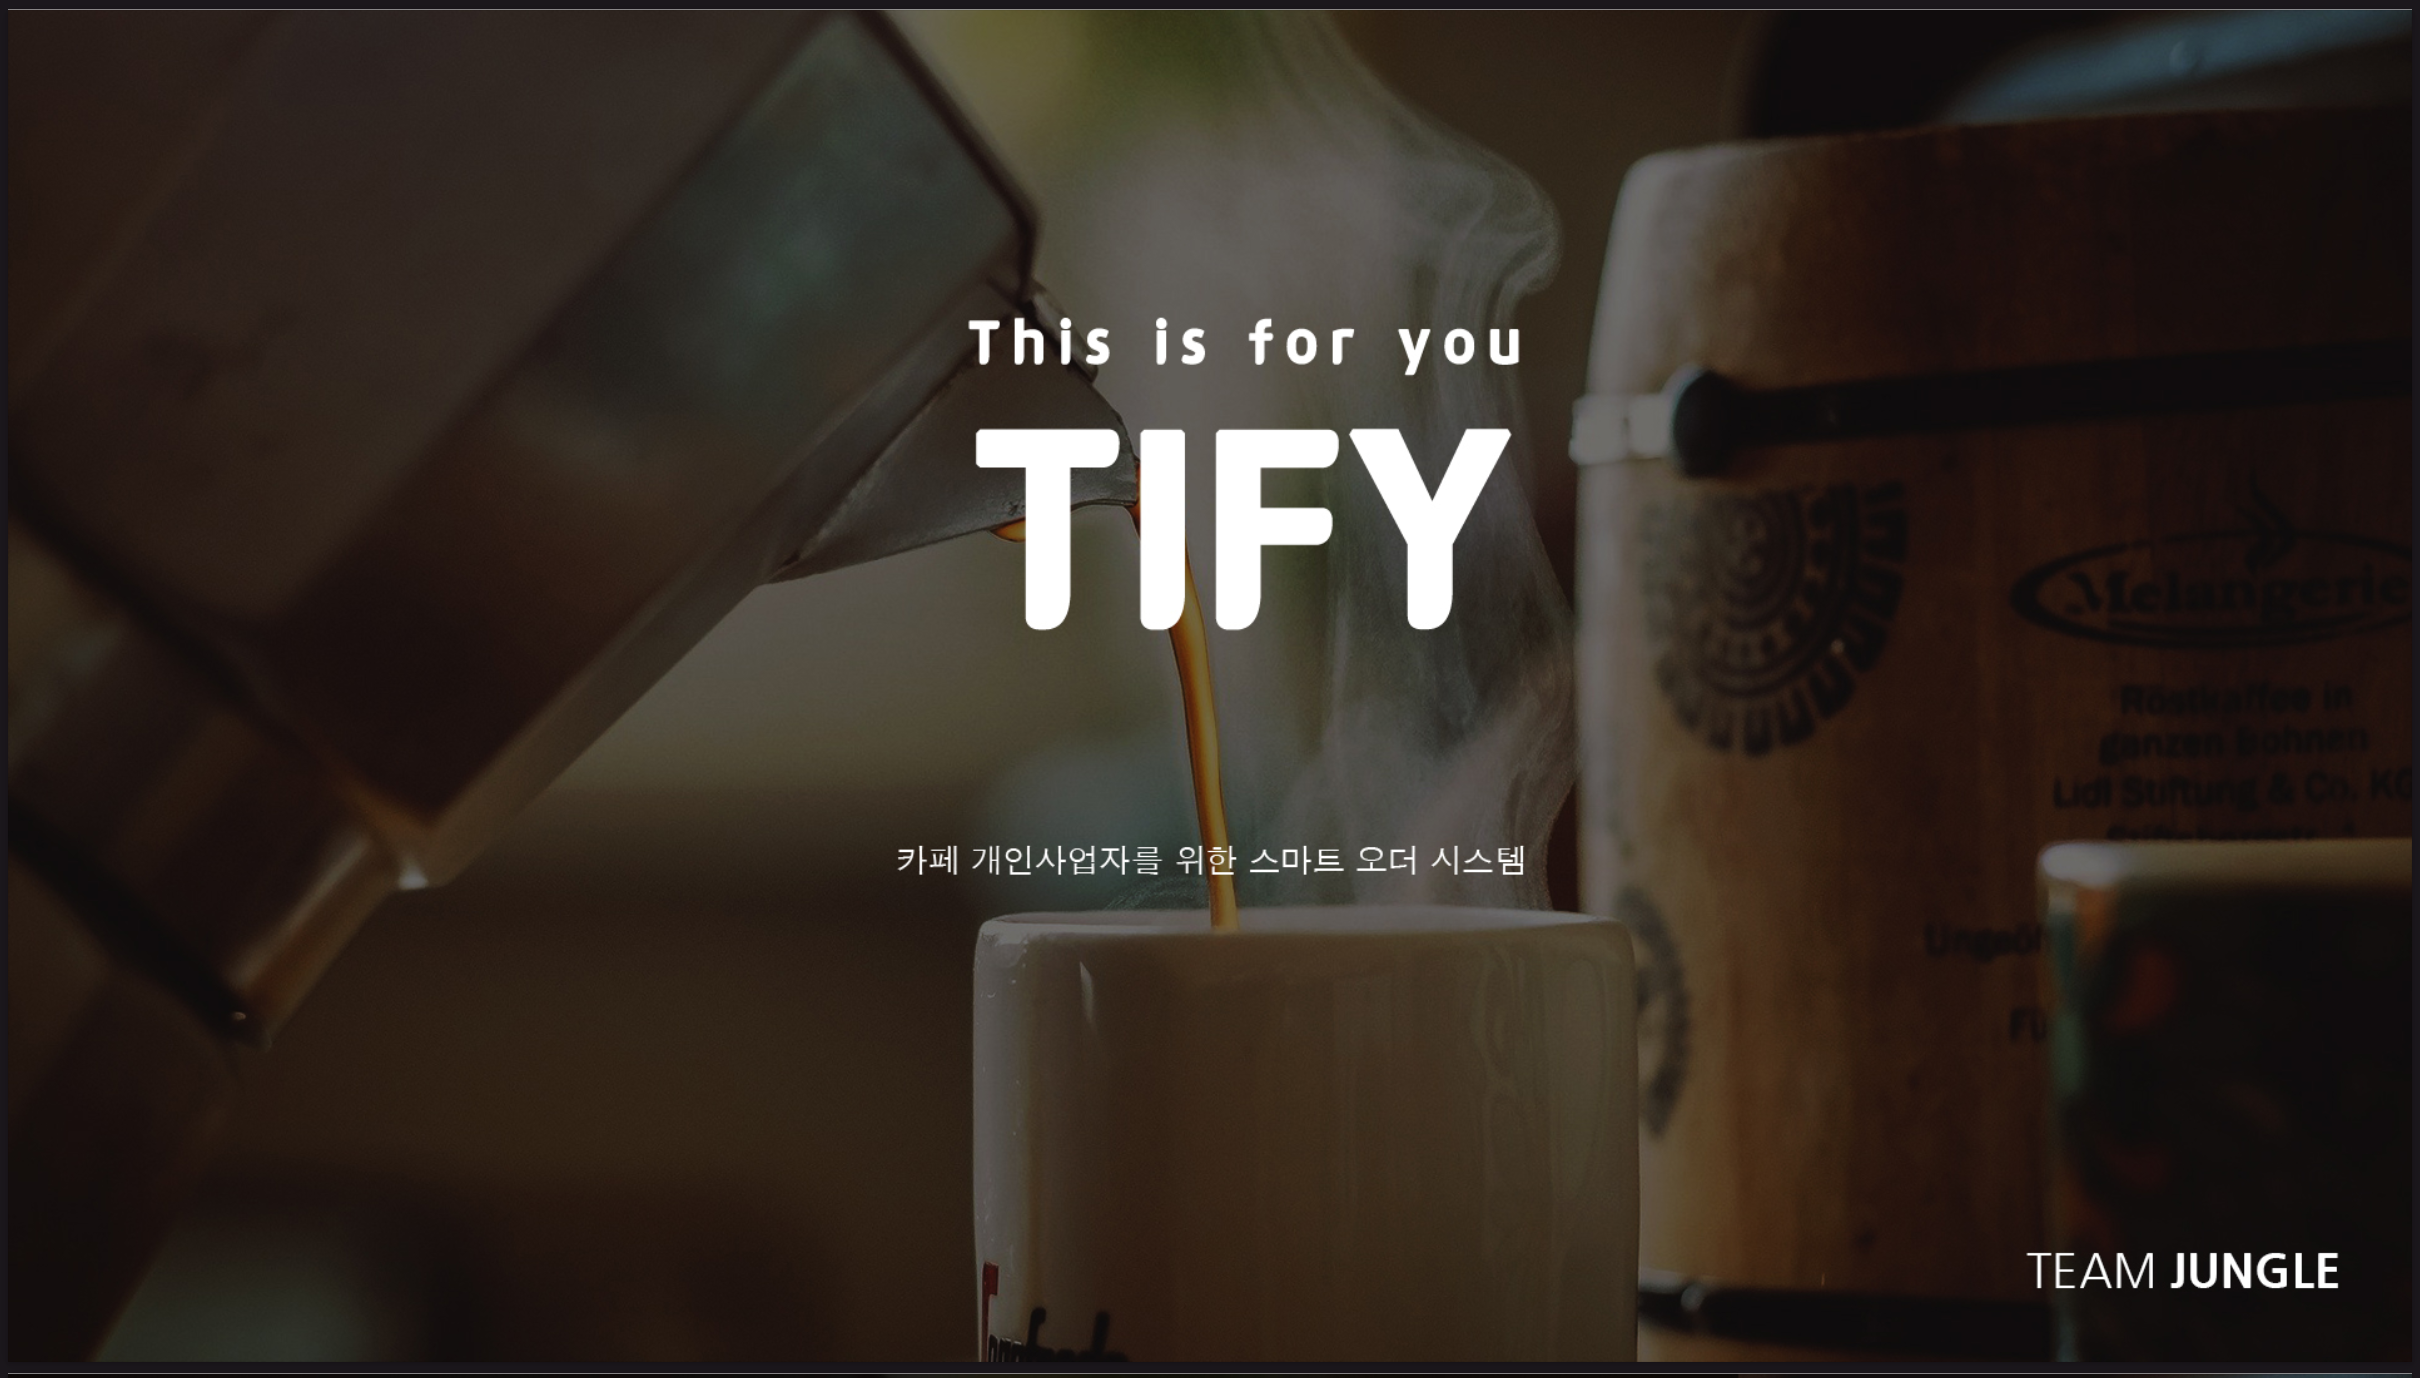 This is for you
TIFY
카페 개인사업자를 위한 스마트 오더 시스템
Melangerie
Röstkaffee in
ganzen Bohnen
Lidl Stiftung & Co. KG
TEAM JUNGLE